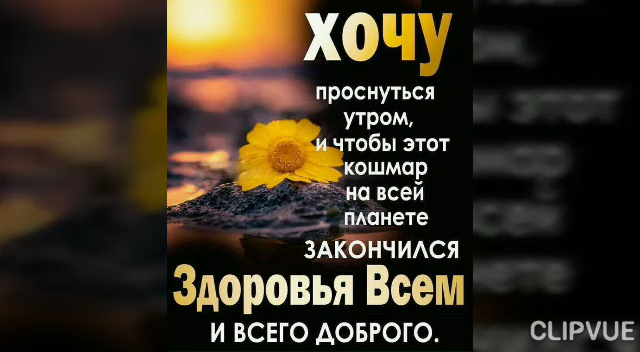 хочу
проснуться
утром,
и чтобы этот
кошмар
на всей
планете
ЗАКОНЧИЛСЯ
Здоровья Всем
И ВСЕГО ДОБРОГО.
CLIPVUE